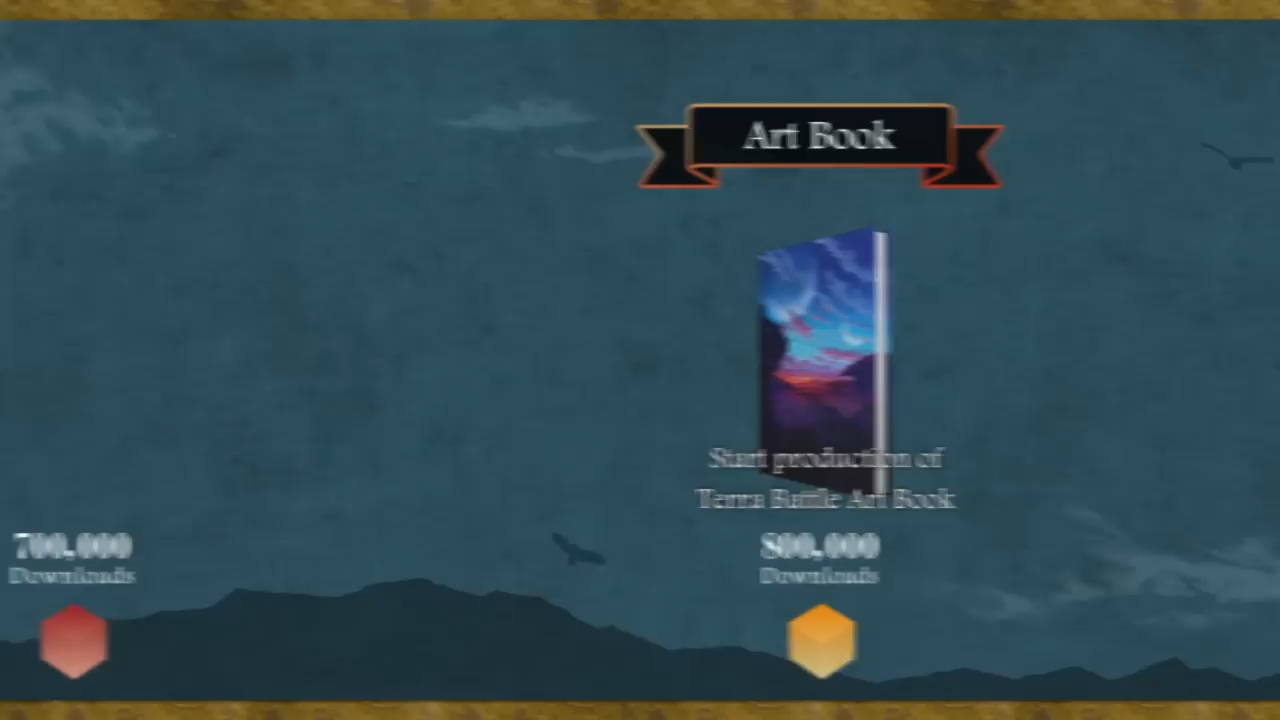 Art Book
Start production of
Terra Battle Art Book
700,000
Downloads
800,000
Downloads